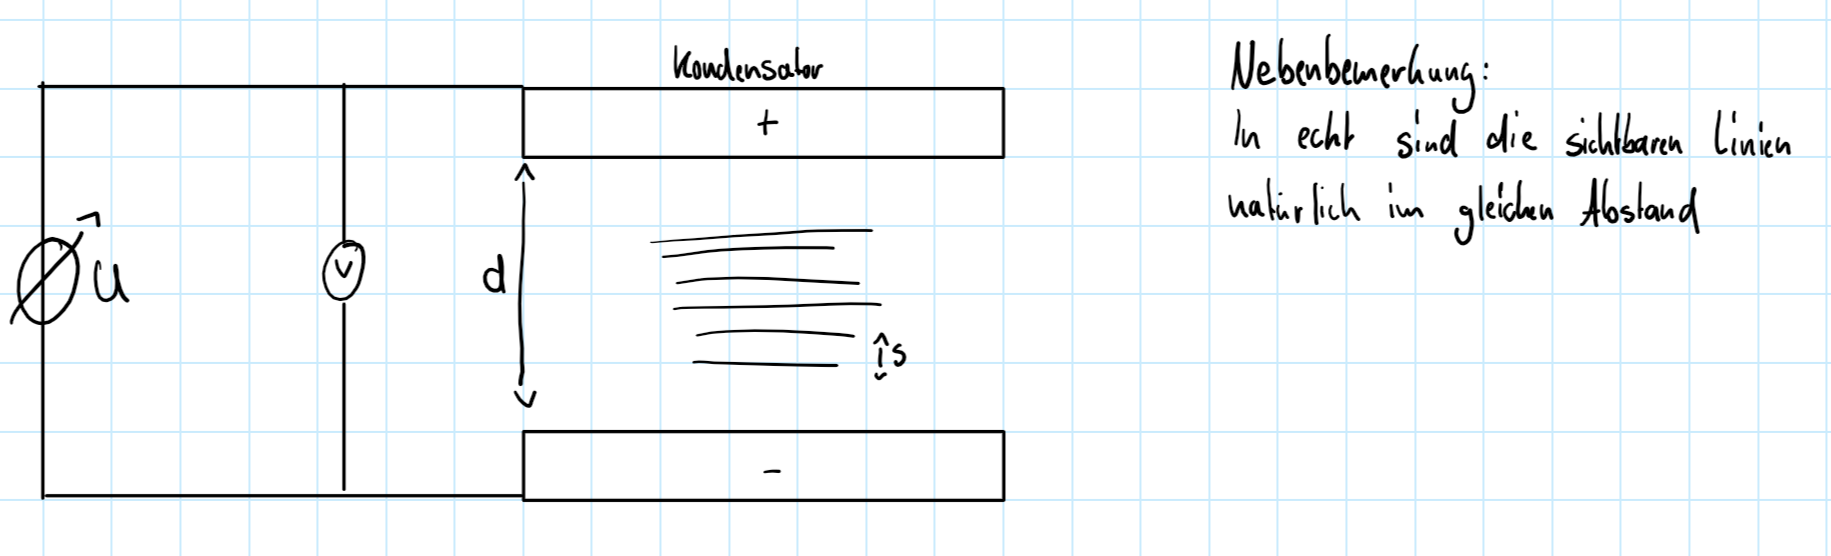 Kondensator
+
U
V
d
s
-
Nebenbemerkung:
In echt sind die sichtbaren Linien
natürlich im gleichen Abstand